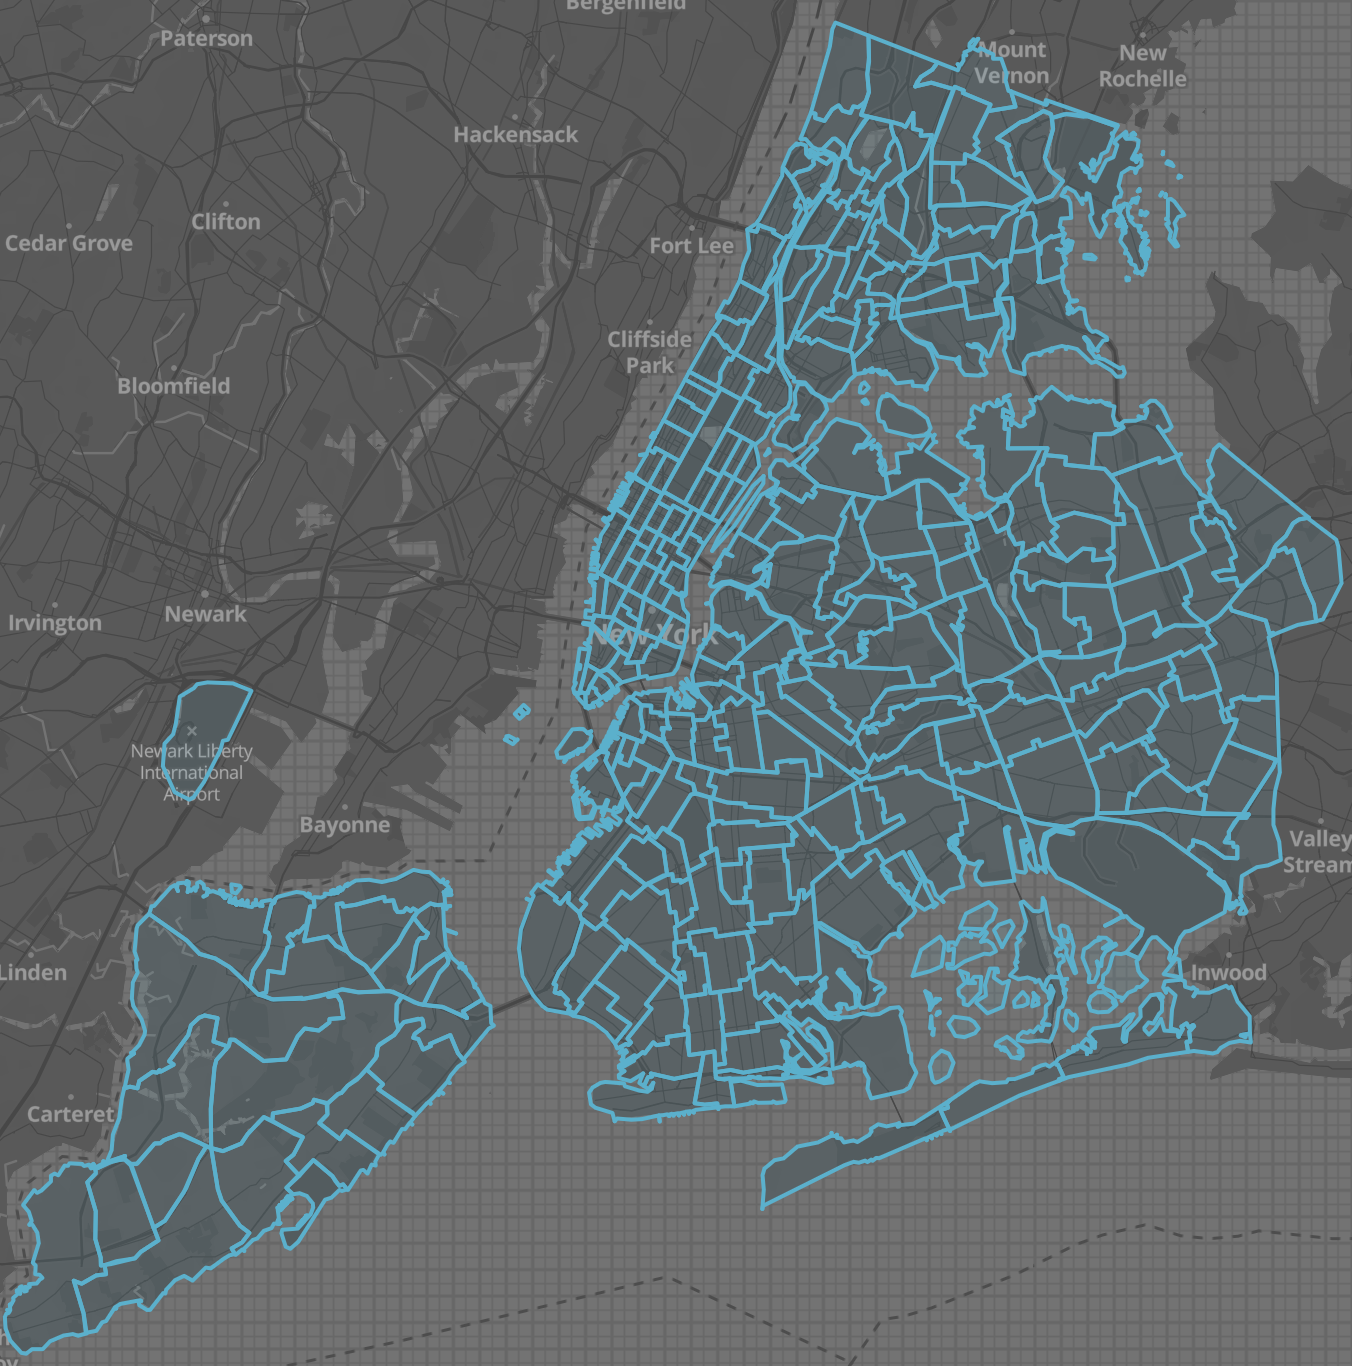 Bergenfield
Paterson
Mount
Vernon
New
Rochelle
Hackensack
Clifton
Cedar Grove
Fort Lee
Cliffside
Park
Bloomfield
Newark
Irvington
New York
Newark Liberty
International
Airport
Bayonne
Valley
Stream
Linden
Inwood
Carteret